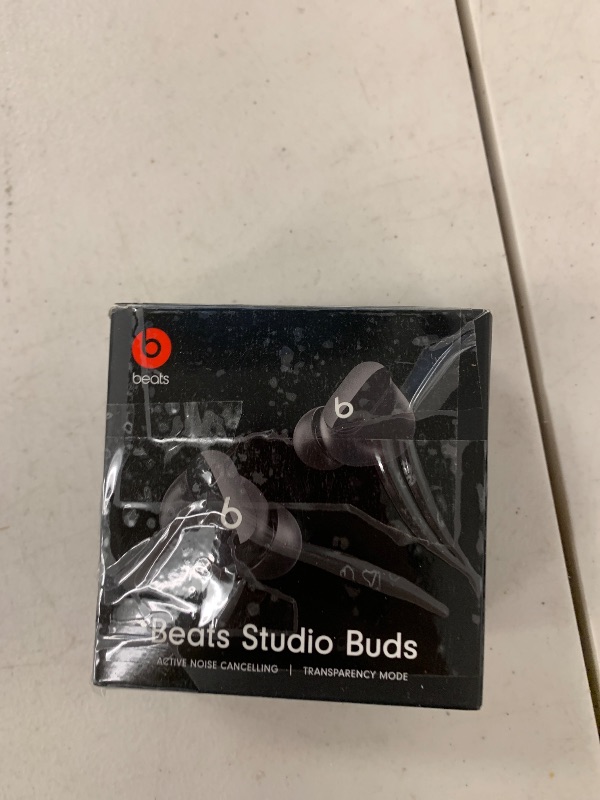 beats
Beats Studio Buds
ACTIVE NOISE CANCELLING | TRANSPARENCY MODE